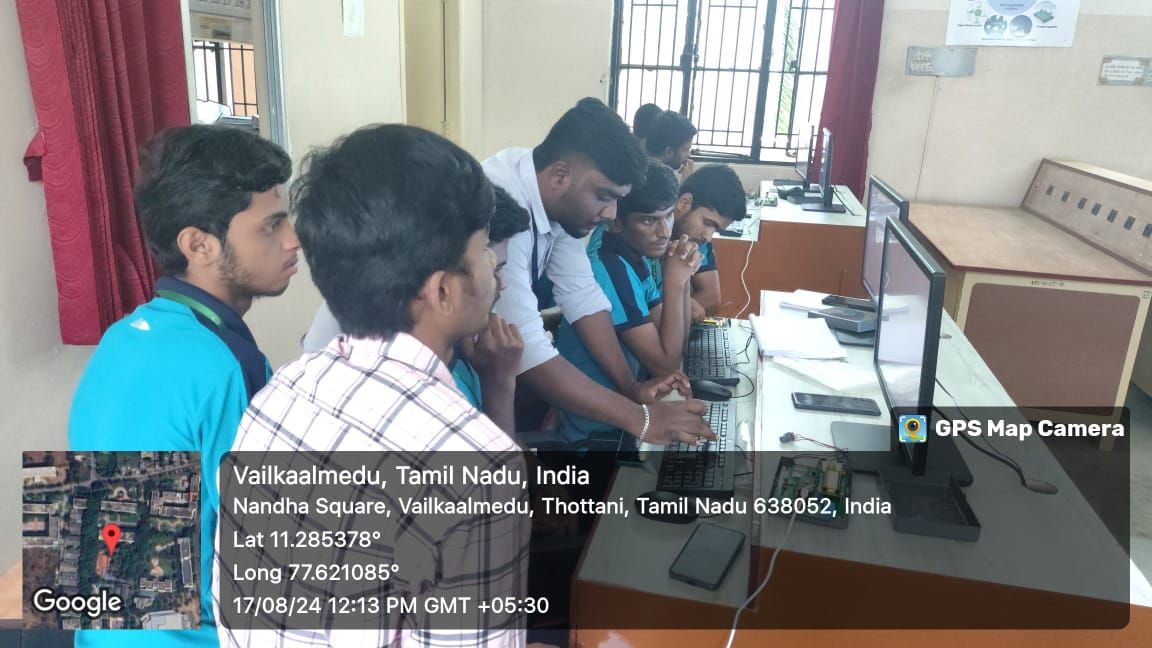 GPS Map Camera
Vailkaalmedu, Tamil Nadu, India
Nandha Square, Vailkaalmedu, Thottani, Tamil Nadu 638052, India
Lat 11.285378°
Long 77.621085°
17/08/24 12:13 PM GMT +05:30
Google